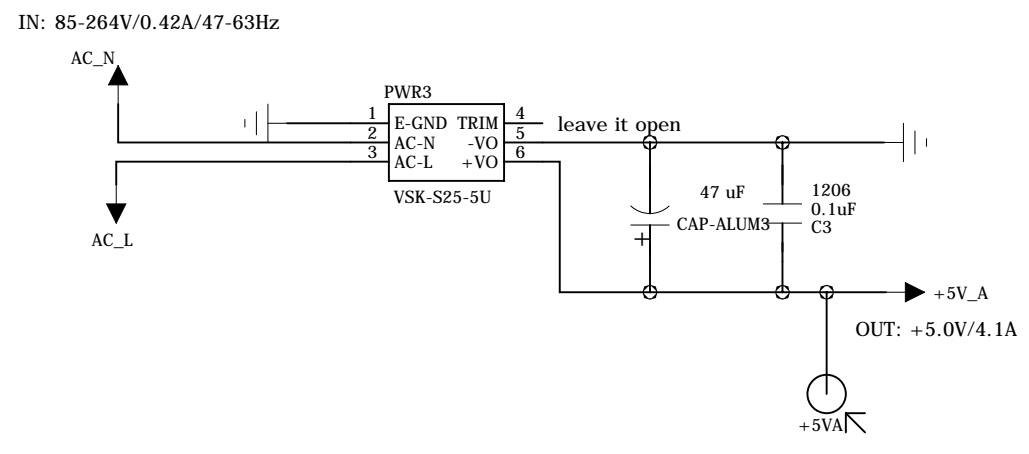 IN: 85-264V/0.42A/47-63Hz
AC_N
PWR3
1 E-GND TRIM 4 leave it open
2 AC-N -VO 5
3 AC-L +VO 6
VSK-S25-5U
AC_L
47 uF
CAP-ALUM3
1206
0.1uF
C3
+
+5V_A
OUT: +5.0V/4.1A
+5VA